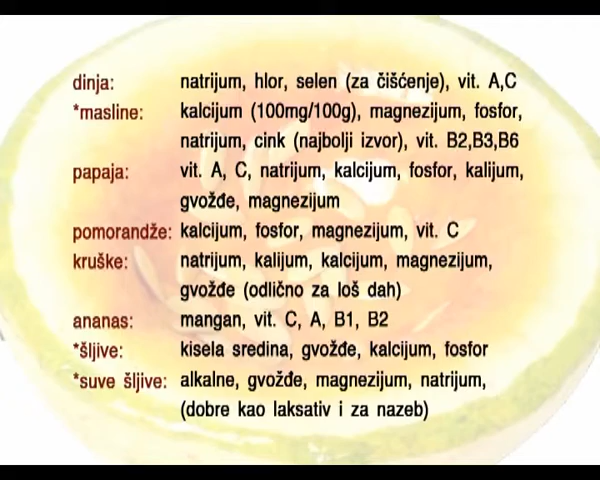 dinja: natrijum, hlor, selen (za čišćenje), vit. A,C
*masline: kalcijum (100mg/100g), magnezijum, fosfor,
natrijum, cink (najbolji izvor), vit. B2,B3,B6
papaja: vit. A, C, natrijum, kalcijum, fosfor, kalijum,
gvožđe, magnezijum
pomorandže: kalcijum, fosfor, magnezijum, vit. C
kruške: natrijum, kalijum, kalcijum, magnezijum,
gvožđe (odlično za loš dah)
ananas: mangan, vit. C, A, B1, B2
*šljive: kisela sredina, gvožđe, kalcijum, fosfor
*suve šljive: alkalne, gvožđe, magnezijum, natrijum,
(dobre kao laksativ i za nazeb)